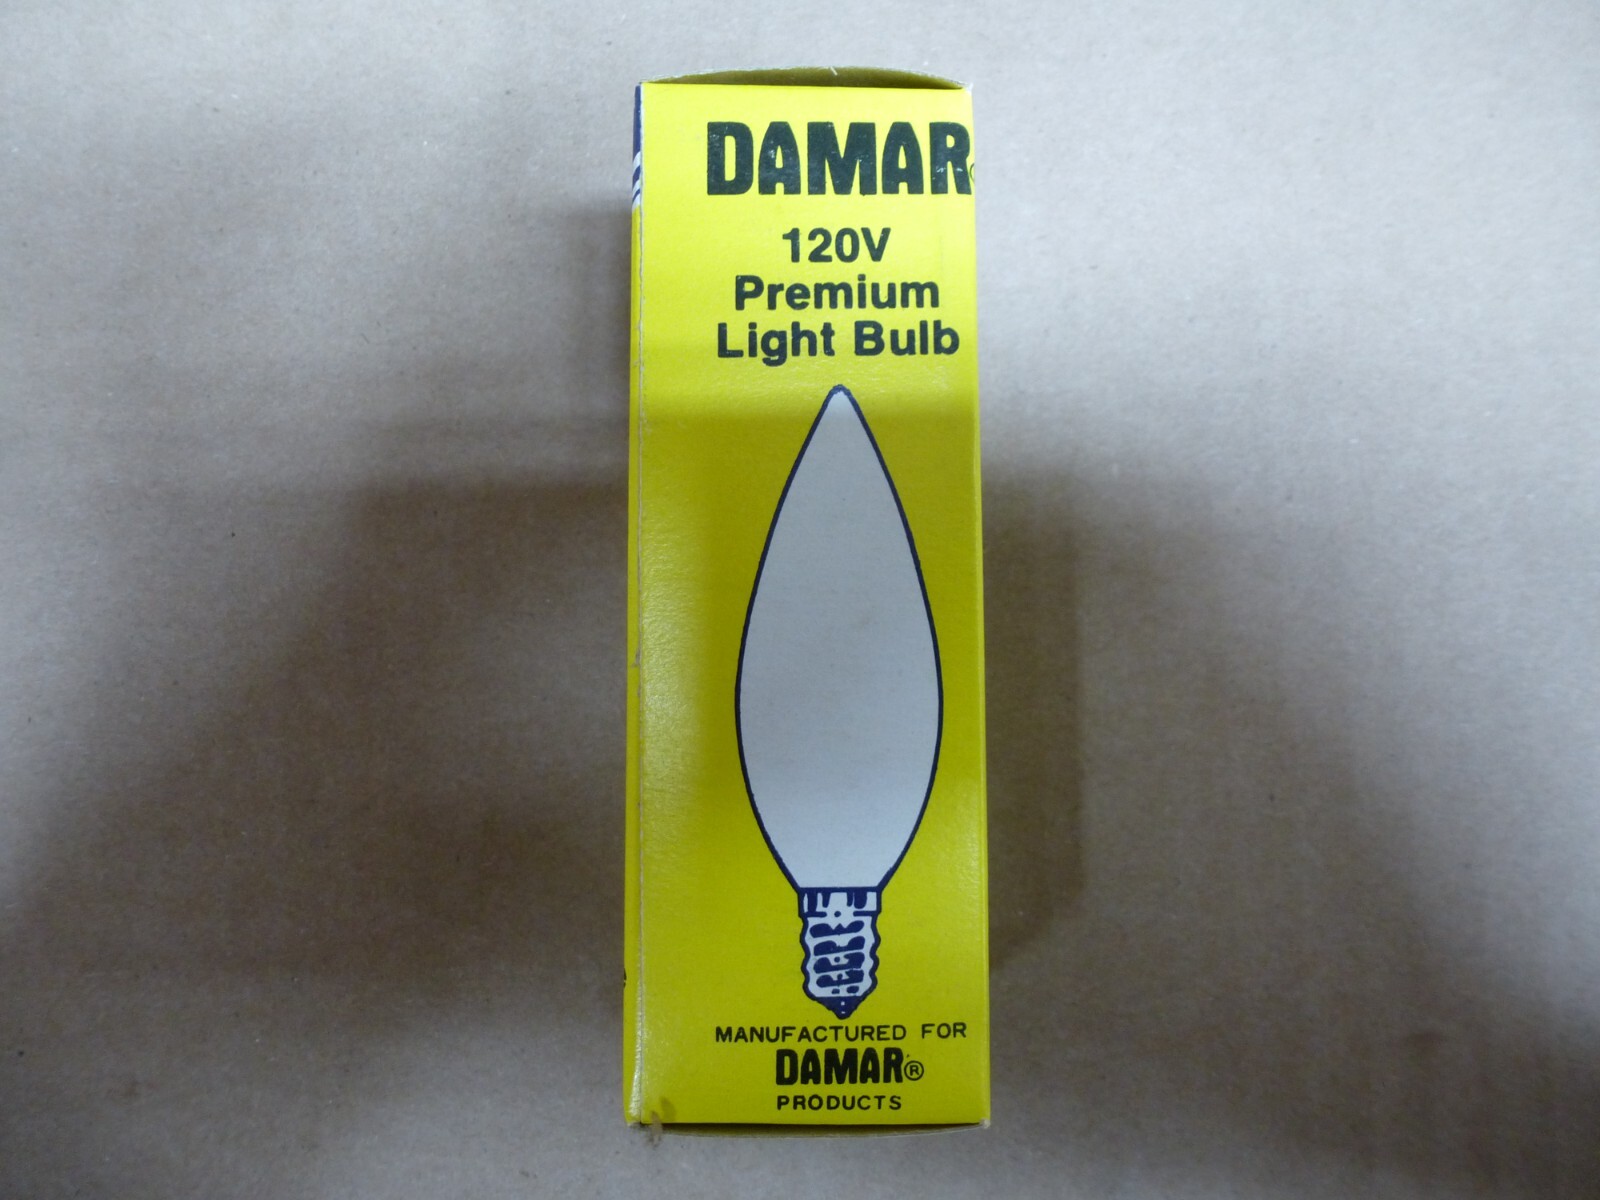 DAMAR®
120V
Premium
Light Bulb
MANUFACTURED FOR
DAMAR®
PRODUCTS